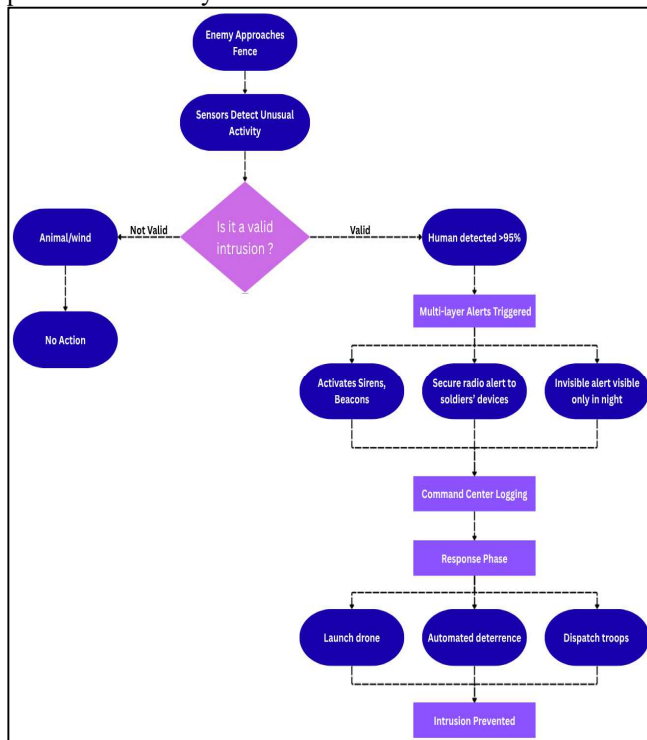 Enemy Approaches
Fence
Sensors Detect Unusual
Activity
Is it a valid
intrusion ?
Not Valid
Valid
Animal/wind
Human detected >95%
No Action
Multi-layer Alerts Triggered
Activates Sirens,
Beacons
Secure radio alert to
soldiers' devices
Invisible alert visible
only in night
Command Center Logging
Response Phase
Launch drone
Automated deterrence
Dispatch troops
Intrusion Prevented